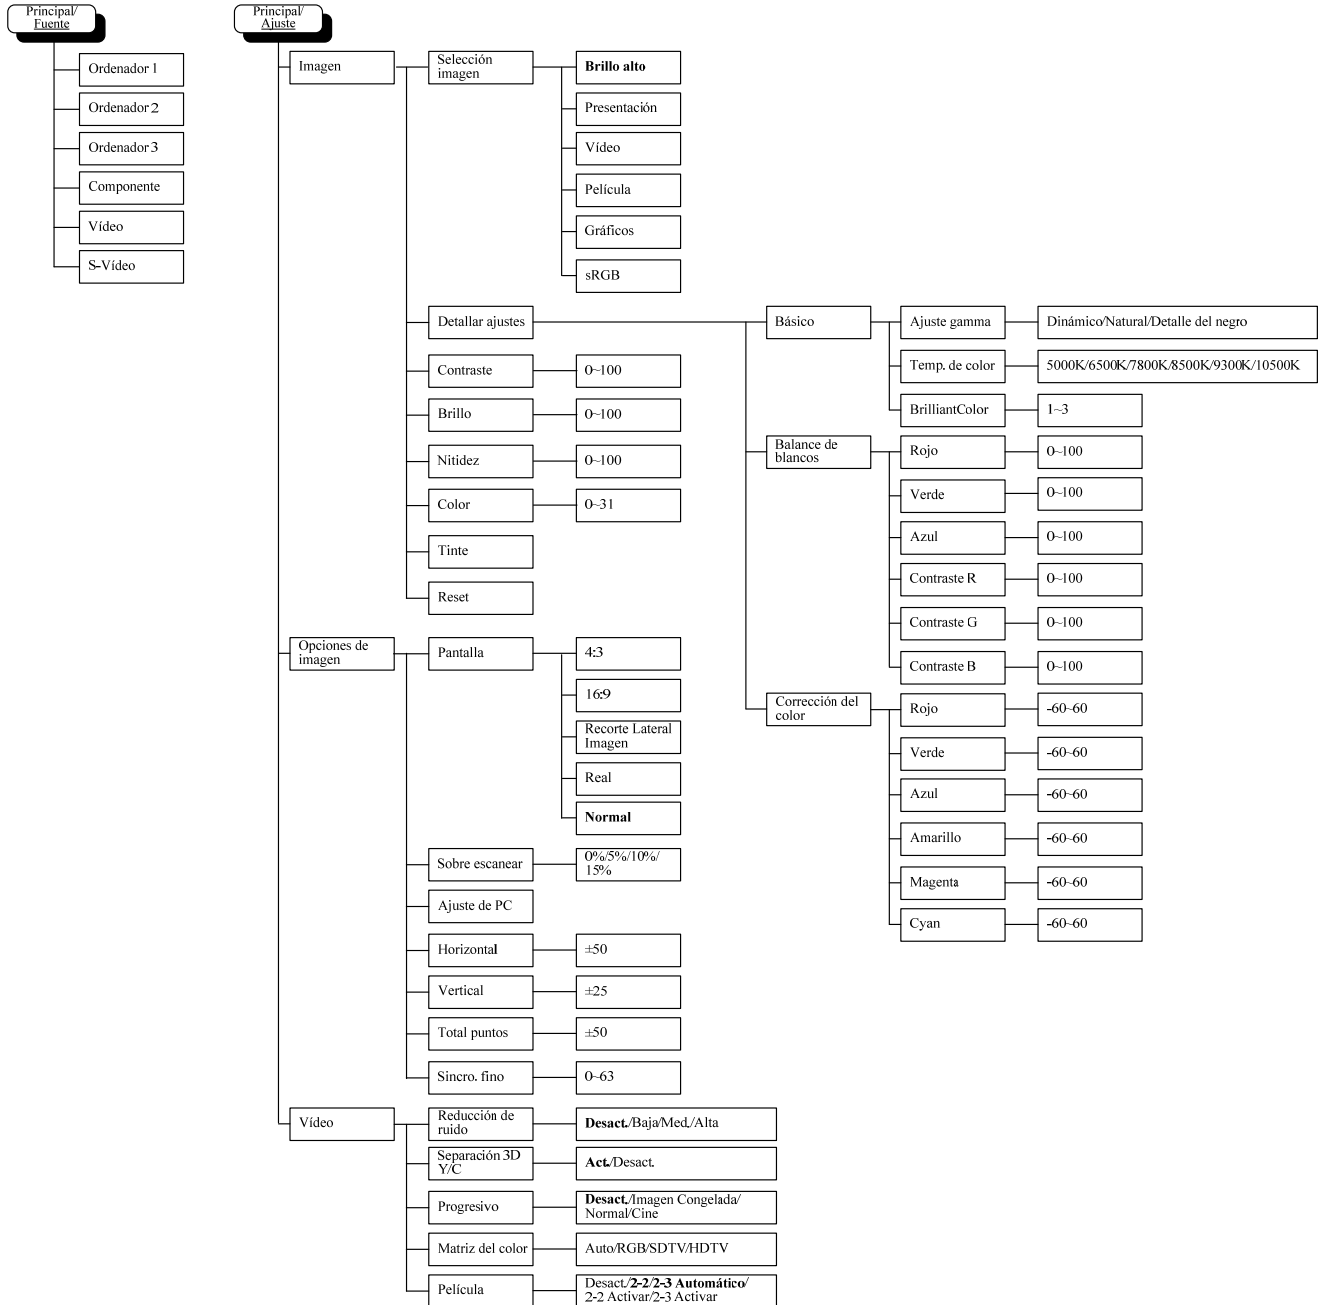 Principal/
Fuente
Ordenador 1
Ordenador 2
Ordenador 3
Componente
Vídeo
S-Vídeo
Principal/
Ajuste
Imagen
Selección
imagen
Brillo alto
Presentación
Vídeo
Película
Gráficos
sRGB
Detallar ajustes
Básico
Ajuste gamma
Dinámico/Natural/Detalle del negro
Temp. de color
5000K/6500K/7800K/8500K/9300K/10500K
BrilliantColor
1~3
Balance de
blancos
Rojo
0~100
Verde
0~100
Azul
0~100
Contraste R
0~100
Contraste G
0~100
Contraste B
0~100
Corrección del
color
Rojo
-60~60
Verde
-60~60
Azul
-60~60
Amarillo
-60~60
Magenta
-60~60
Cyan
-60~60
Contraste
0~100
Brillo
0~100
Nitidez
0~100
Color
0~31
Tinte
Reset
Opciones de
imagen
Pantalla
4:3
16:9
Recorte Lateral
Imagen
Real
Normal
Sobre escanear
0%/5%/10%/
15%
Ajuste de PC
Horizontal
±50
Vertical
±25
Total puntos
±50
Sincro. fino
0~63
Vídeo
Reducción de
ruido
Desact./Baja/Med./Alta
Separación 3D
Y/C
Act./Desact.
Progresivo
Desact./Imagen Congelada/
Normal/Cine
Matriz del color
Auto/RGB/SDTV/HDTV
Película
Desact./2-2/2-3 Automático/
2-2 Activar/2-3 Activar